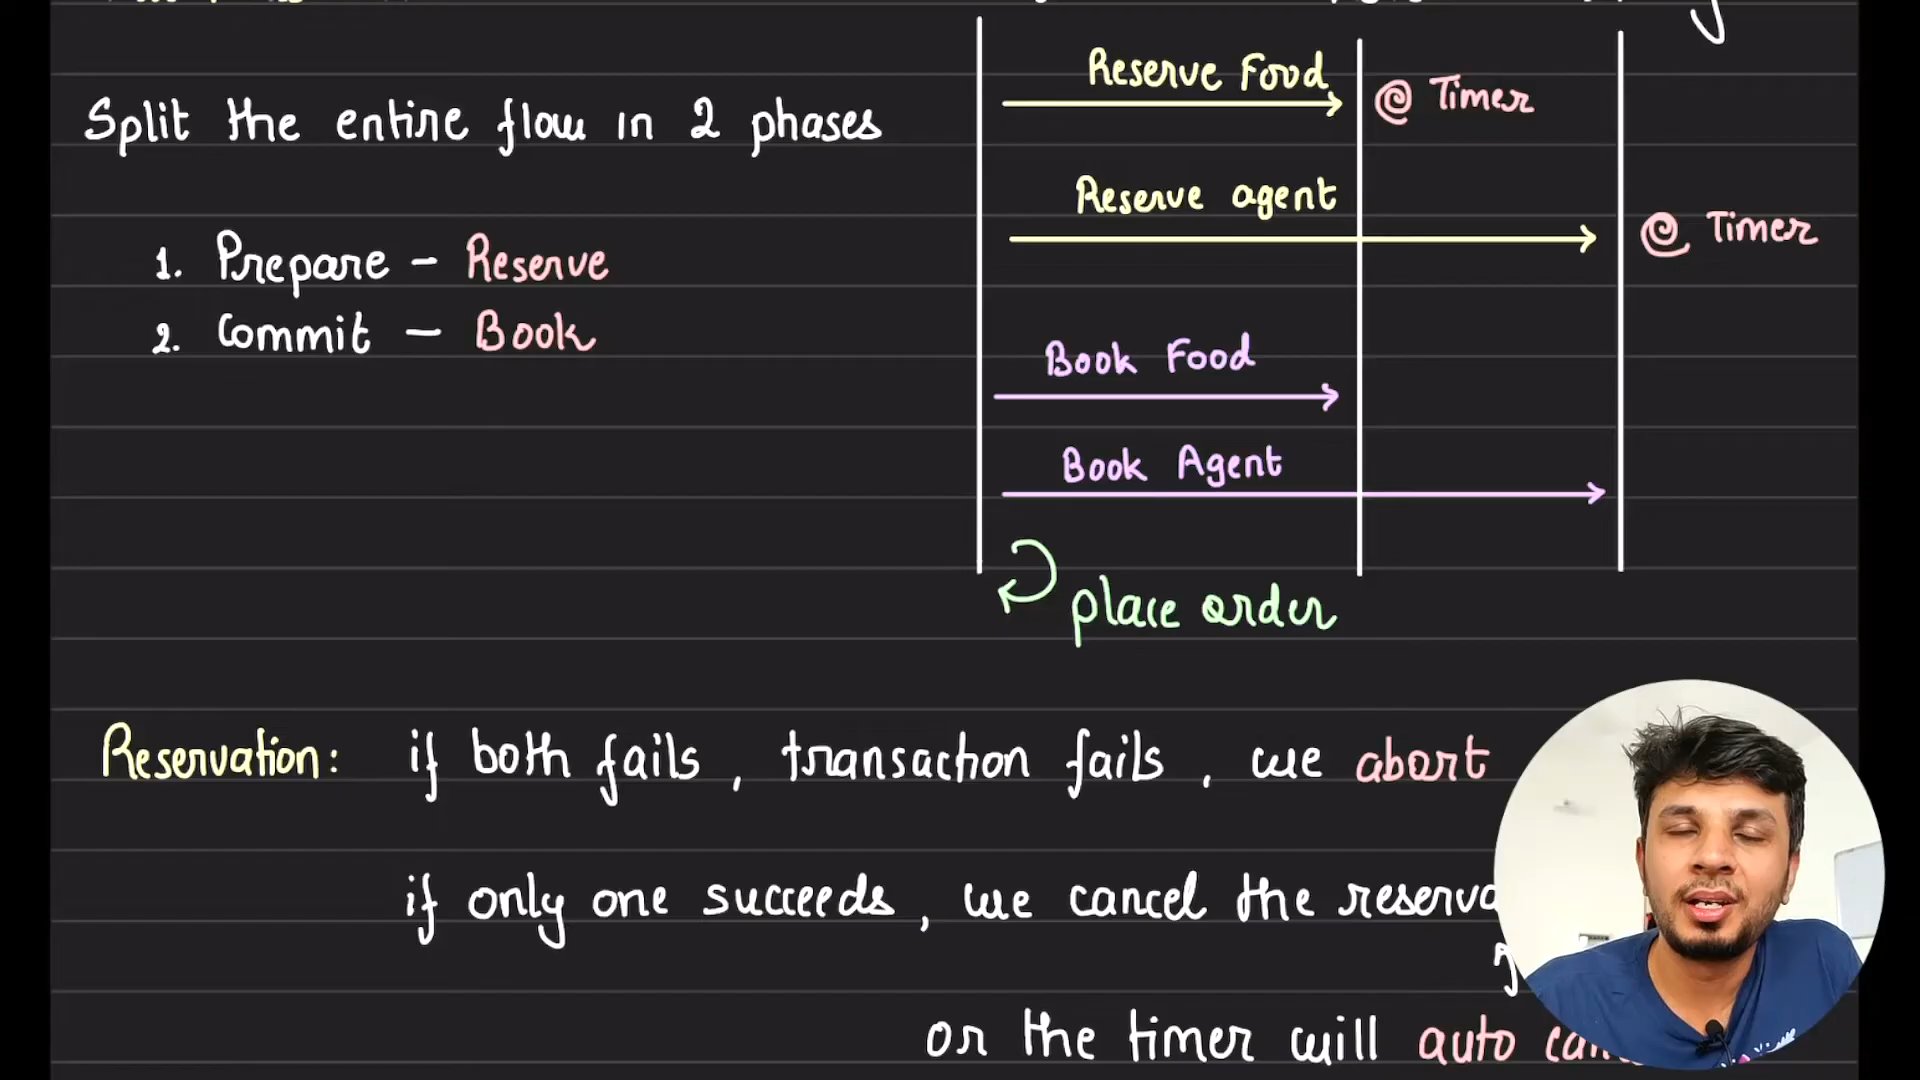 Reserve Food
@ Timer
Split the entire flow in 2 phases
Reserve agent
@ Timer
1. Prepare - Reserve
2. Commit - Book
Book Food
Book Agent
place order
Reservation: if both fails, transaction fails, we abort
if only one succeeds, we cancel the
or the timer will auto